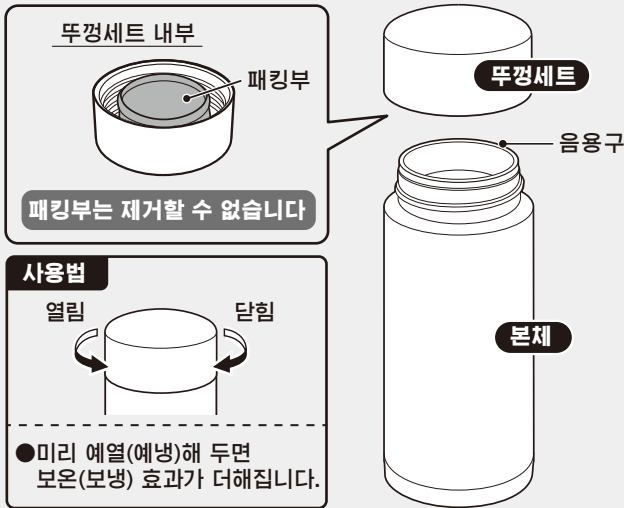 뚜껑세트 내부
패킹부
패킹부는 제거할 수 없습니다
뚜껑세트
음용구
본체
사용법
열림
닫힘
●미리 예열(예냉)해 두면
보온(보냉) 효과가 더해집니다.